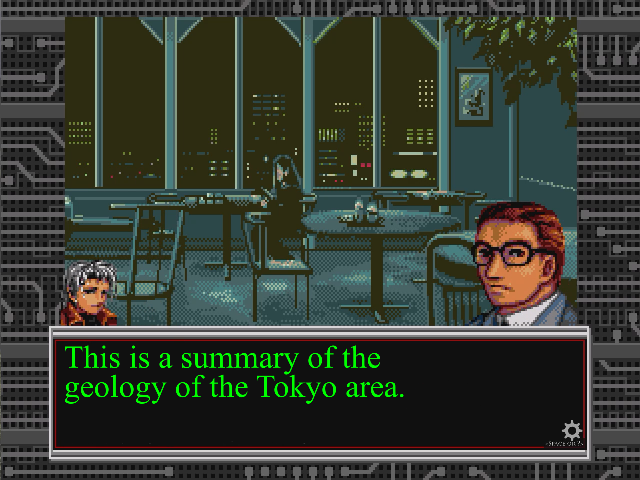 This is a summary of the
geology of the Tokyo area.